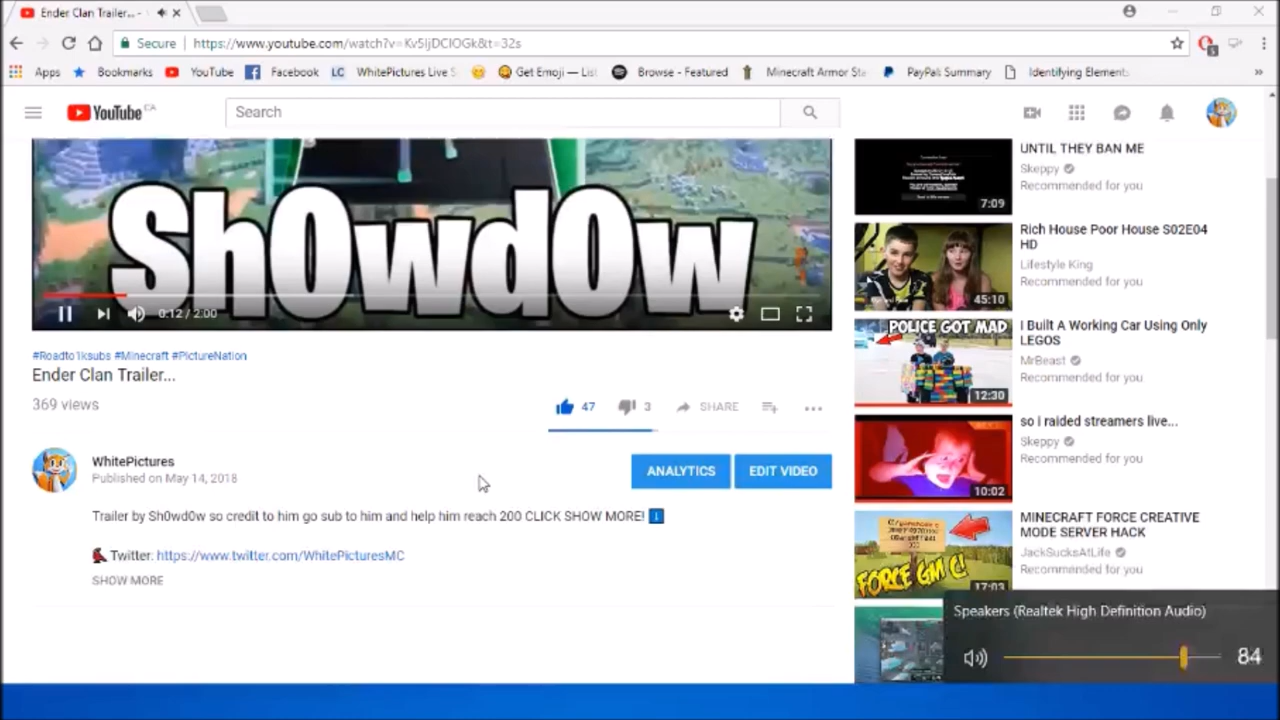 Ender Clan Trailer... -
Secure
https://www.youtube.com/watch?v=Kv5IjDCIOGk&t=32s
Apps
Bookmarks
YouTube
Facebook
LC
WhitePictures Live S
Get Emoji — List
Browse - Featured
Minecraft Armor Sta
PayPal: Summary
Identifying Element
»
YouTube CA
Search
Sh0wd0w
0:12 / 2:00
#Roadto1ksubs #Minecraft #PictureNation
Ender Clan Trailer...
369 views
47
3
SHARE
WhitePictures
Published on May 14, 2018
ANALYTICS
EDIT VIDEO
Trailer by Sh0wd0w so credit to him go sub to him and help him reach 200 CLICK SHOW MORE!
Twitter: https://www.twitter.com/WhitePicturesMC
SHOW MORE
UNTIL THEY BAN ME
Skeppy
Recommended for you
7:09
Rich House Poor House S02E04
HD
Lifestyle King
Recommended for you
45:10
I Built A Working Car Using Only
LEGOS
MrBeast
Recommended for you
POLICE GOT MAD
12:30
so i raided streamers live...
Skeppy
Recommended for you
10:02
MINECRAFT FORCE CREATIVE
MODE SERVER HACK
JackSucksAtLife
Recommended for you
FORCE GM C!
17:03
Speakers (Realtek High Definition Audio)
84